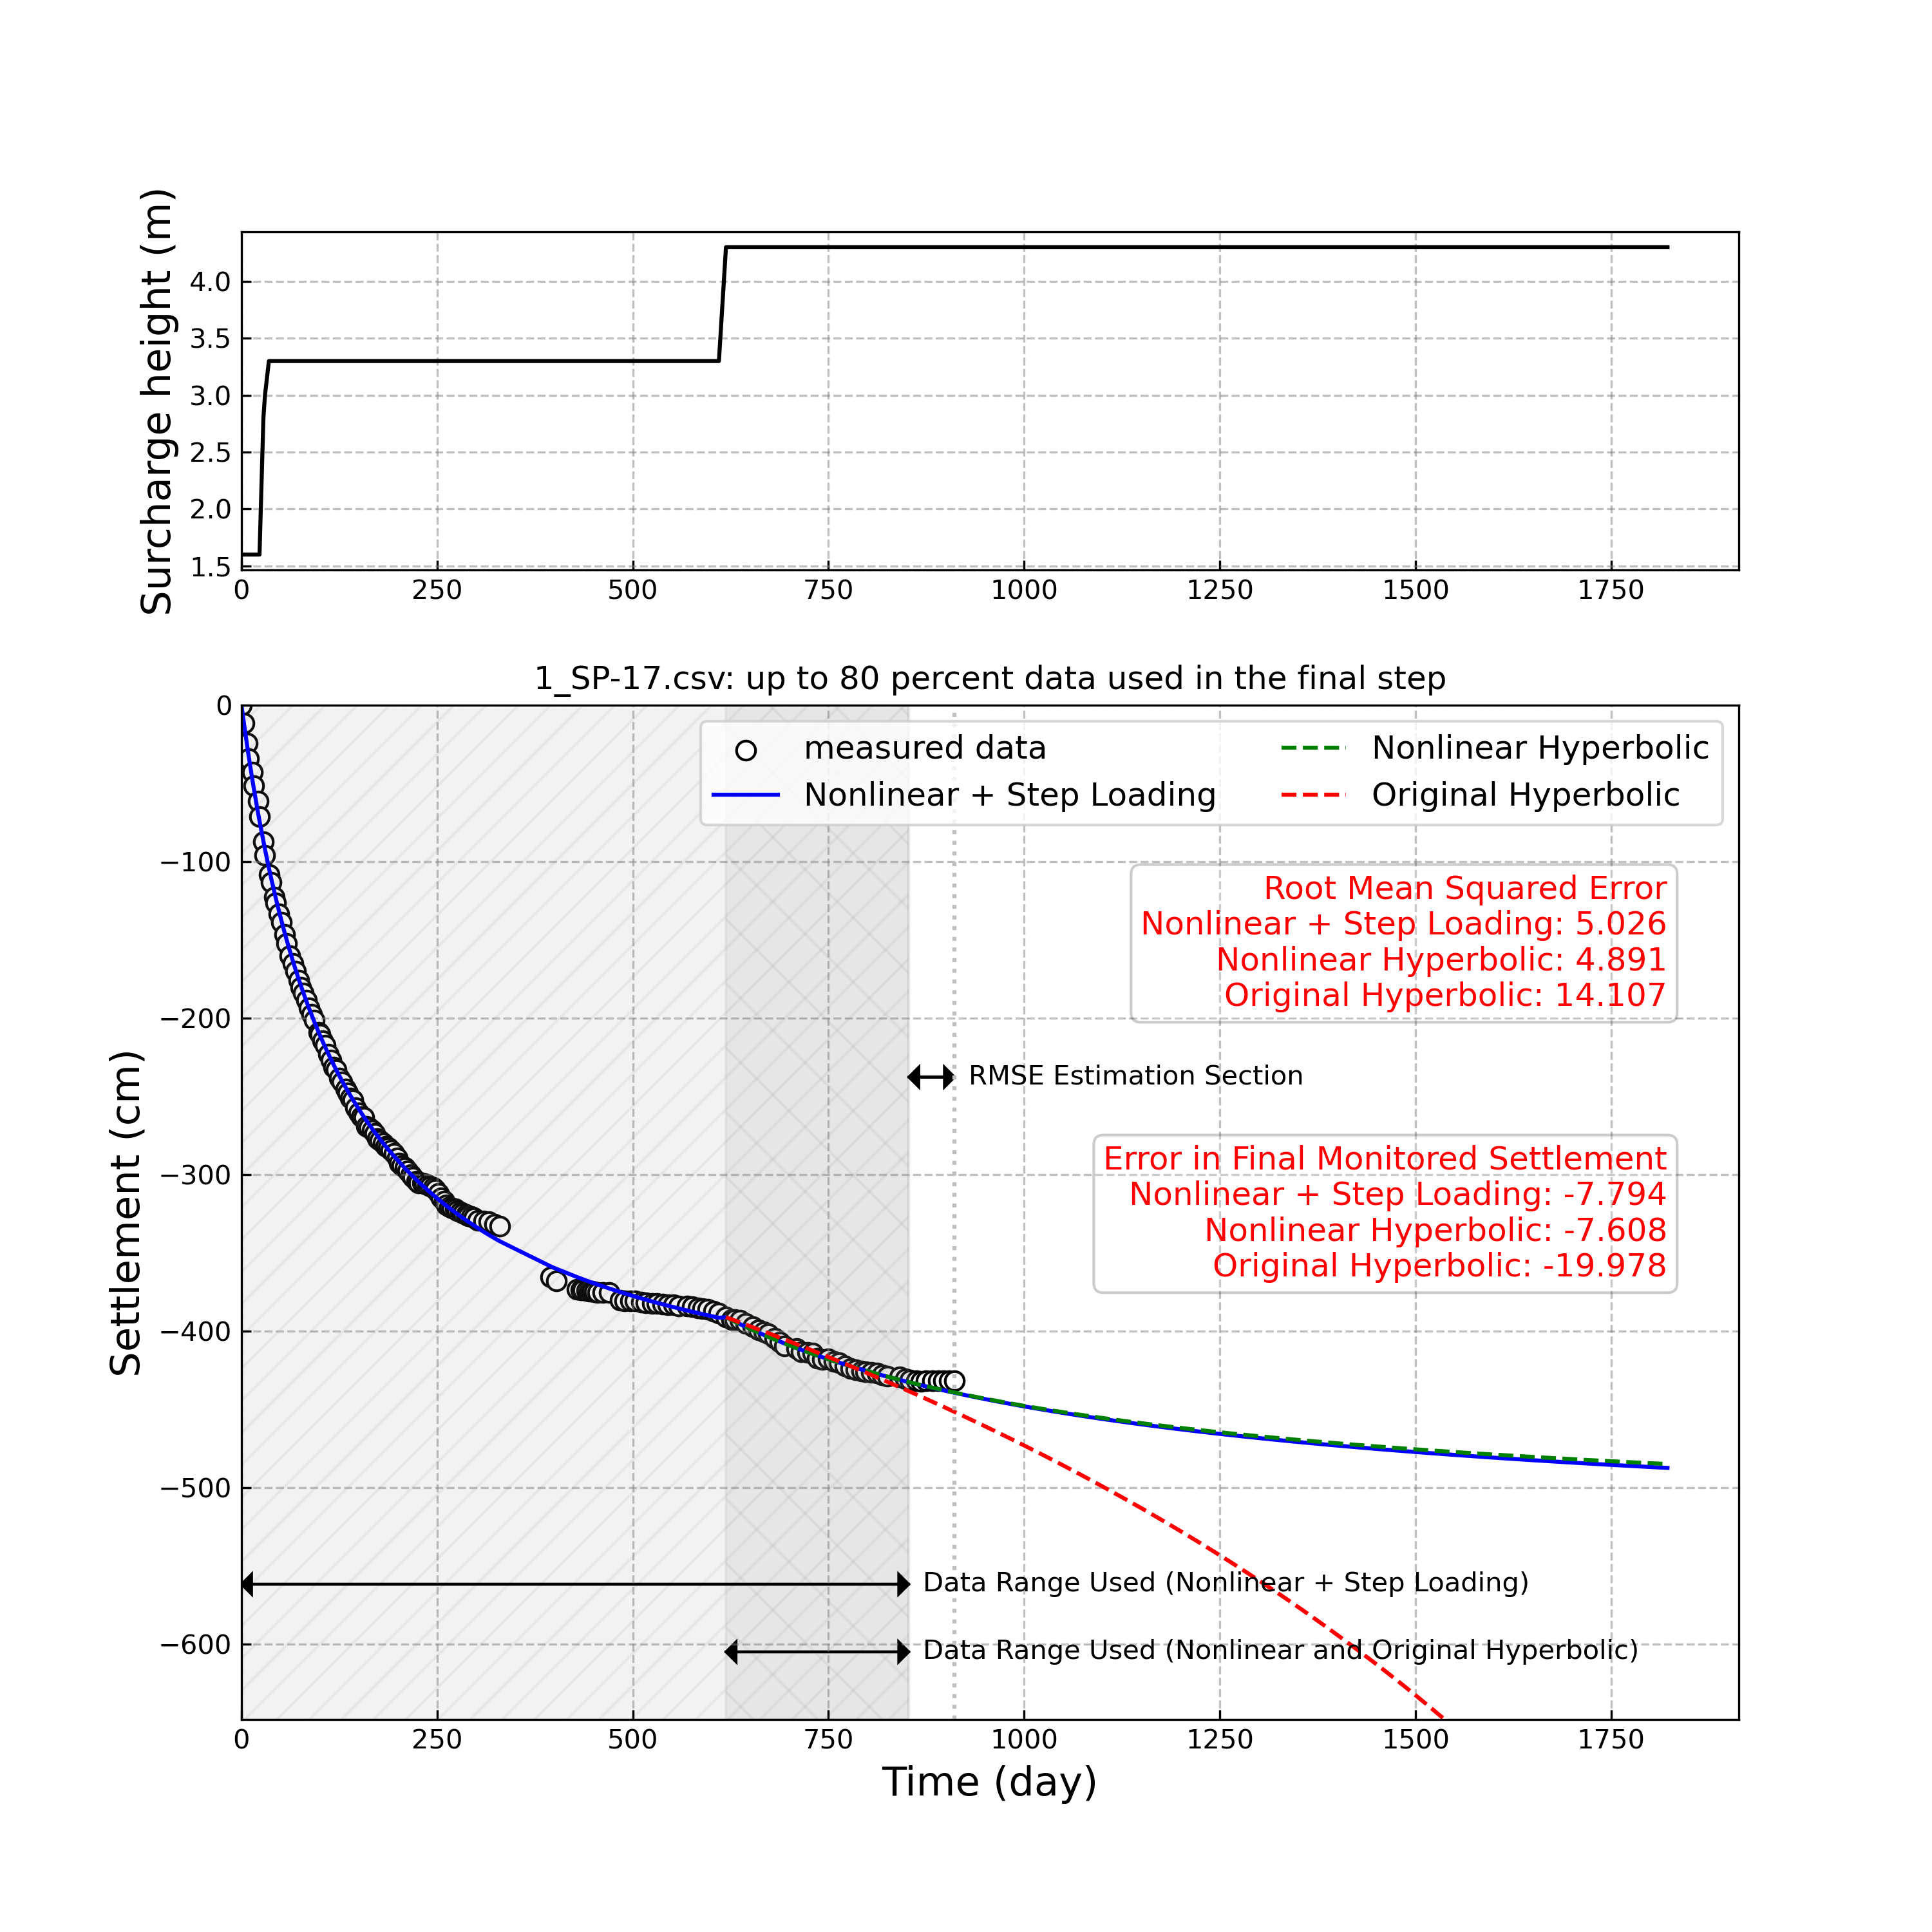 Surcharge height (m)
4.0
3.5
3.0
2.5
2.0
1.5
0 250 500 750 1000 1250 1500 1750
1_SP-17.csv: up to 80 percent data used in the final step
measured data
Nonlinear + Step Loading
Nonlinear Hyperbolic
Original Hyperbolic
Root Mean Squared Error
Nonlinear + Step Loading: 5.026
Nonlinear Hyperbolic: 4.891
Original Hyperbolic: 14.107
RMSE Estimation Section
Error in Final Monitored Settlement
Nonlinear + Step Loading: -7.794
Nonlinear Hyperbolic: -7.608
Original Hyperbolic: -19.978
Data Range Used (Nonlinear + Step Loading)
Data Range Used (Nonlinear and Original Hyperbolic)
Settlement (cm)
0
−100
−200
−300
−400
−500
−600
0 250 500 750 1000 1250 1500 1750
Time (day)